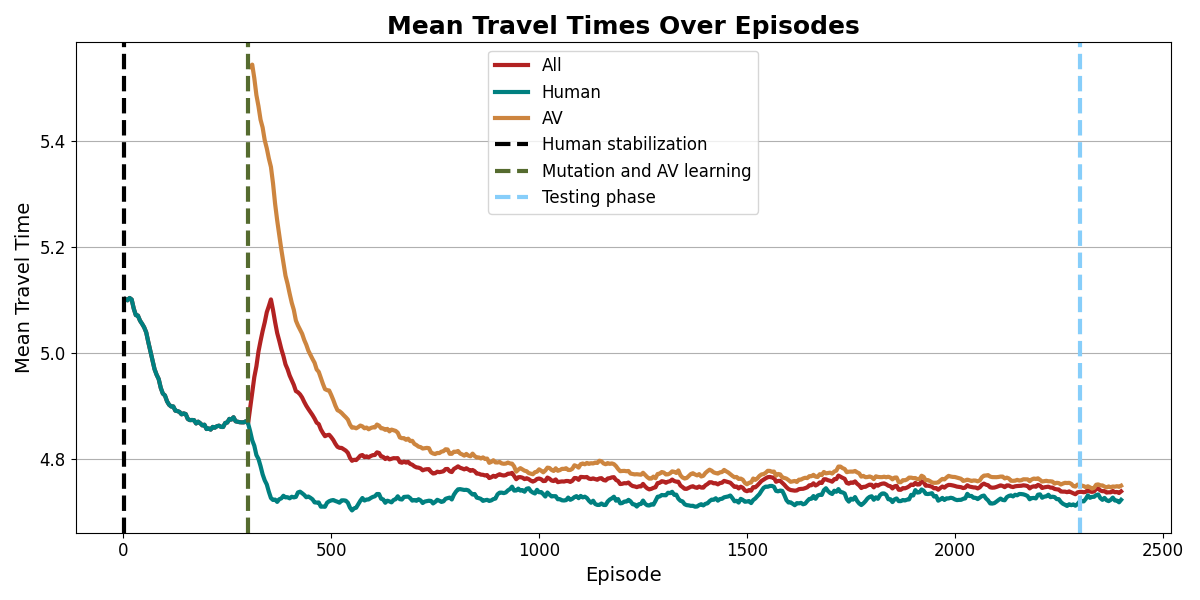 Mean Travel Times Over Episodes
All
Human
AV
Human stabilization
Mutation and AV learning
Testing phase
Mean Travel Time
5.4
5.2
5.0
4.8
0
500
1000
1500
2000
2500
Episode